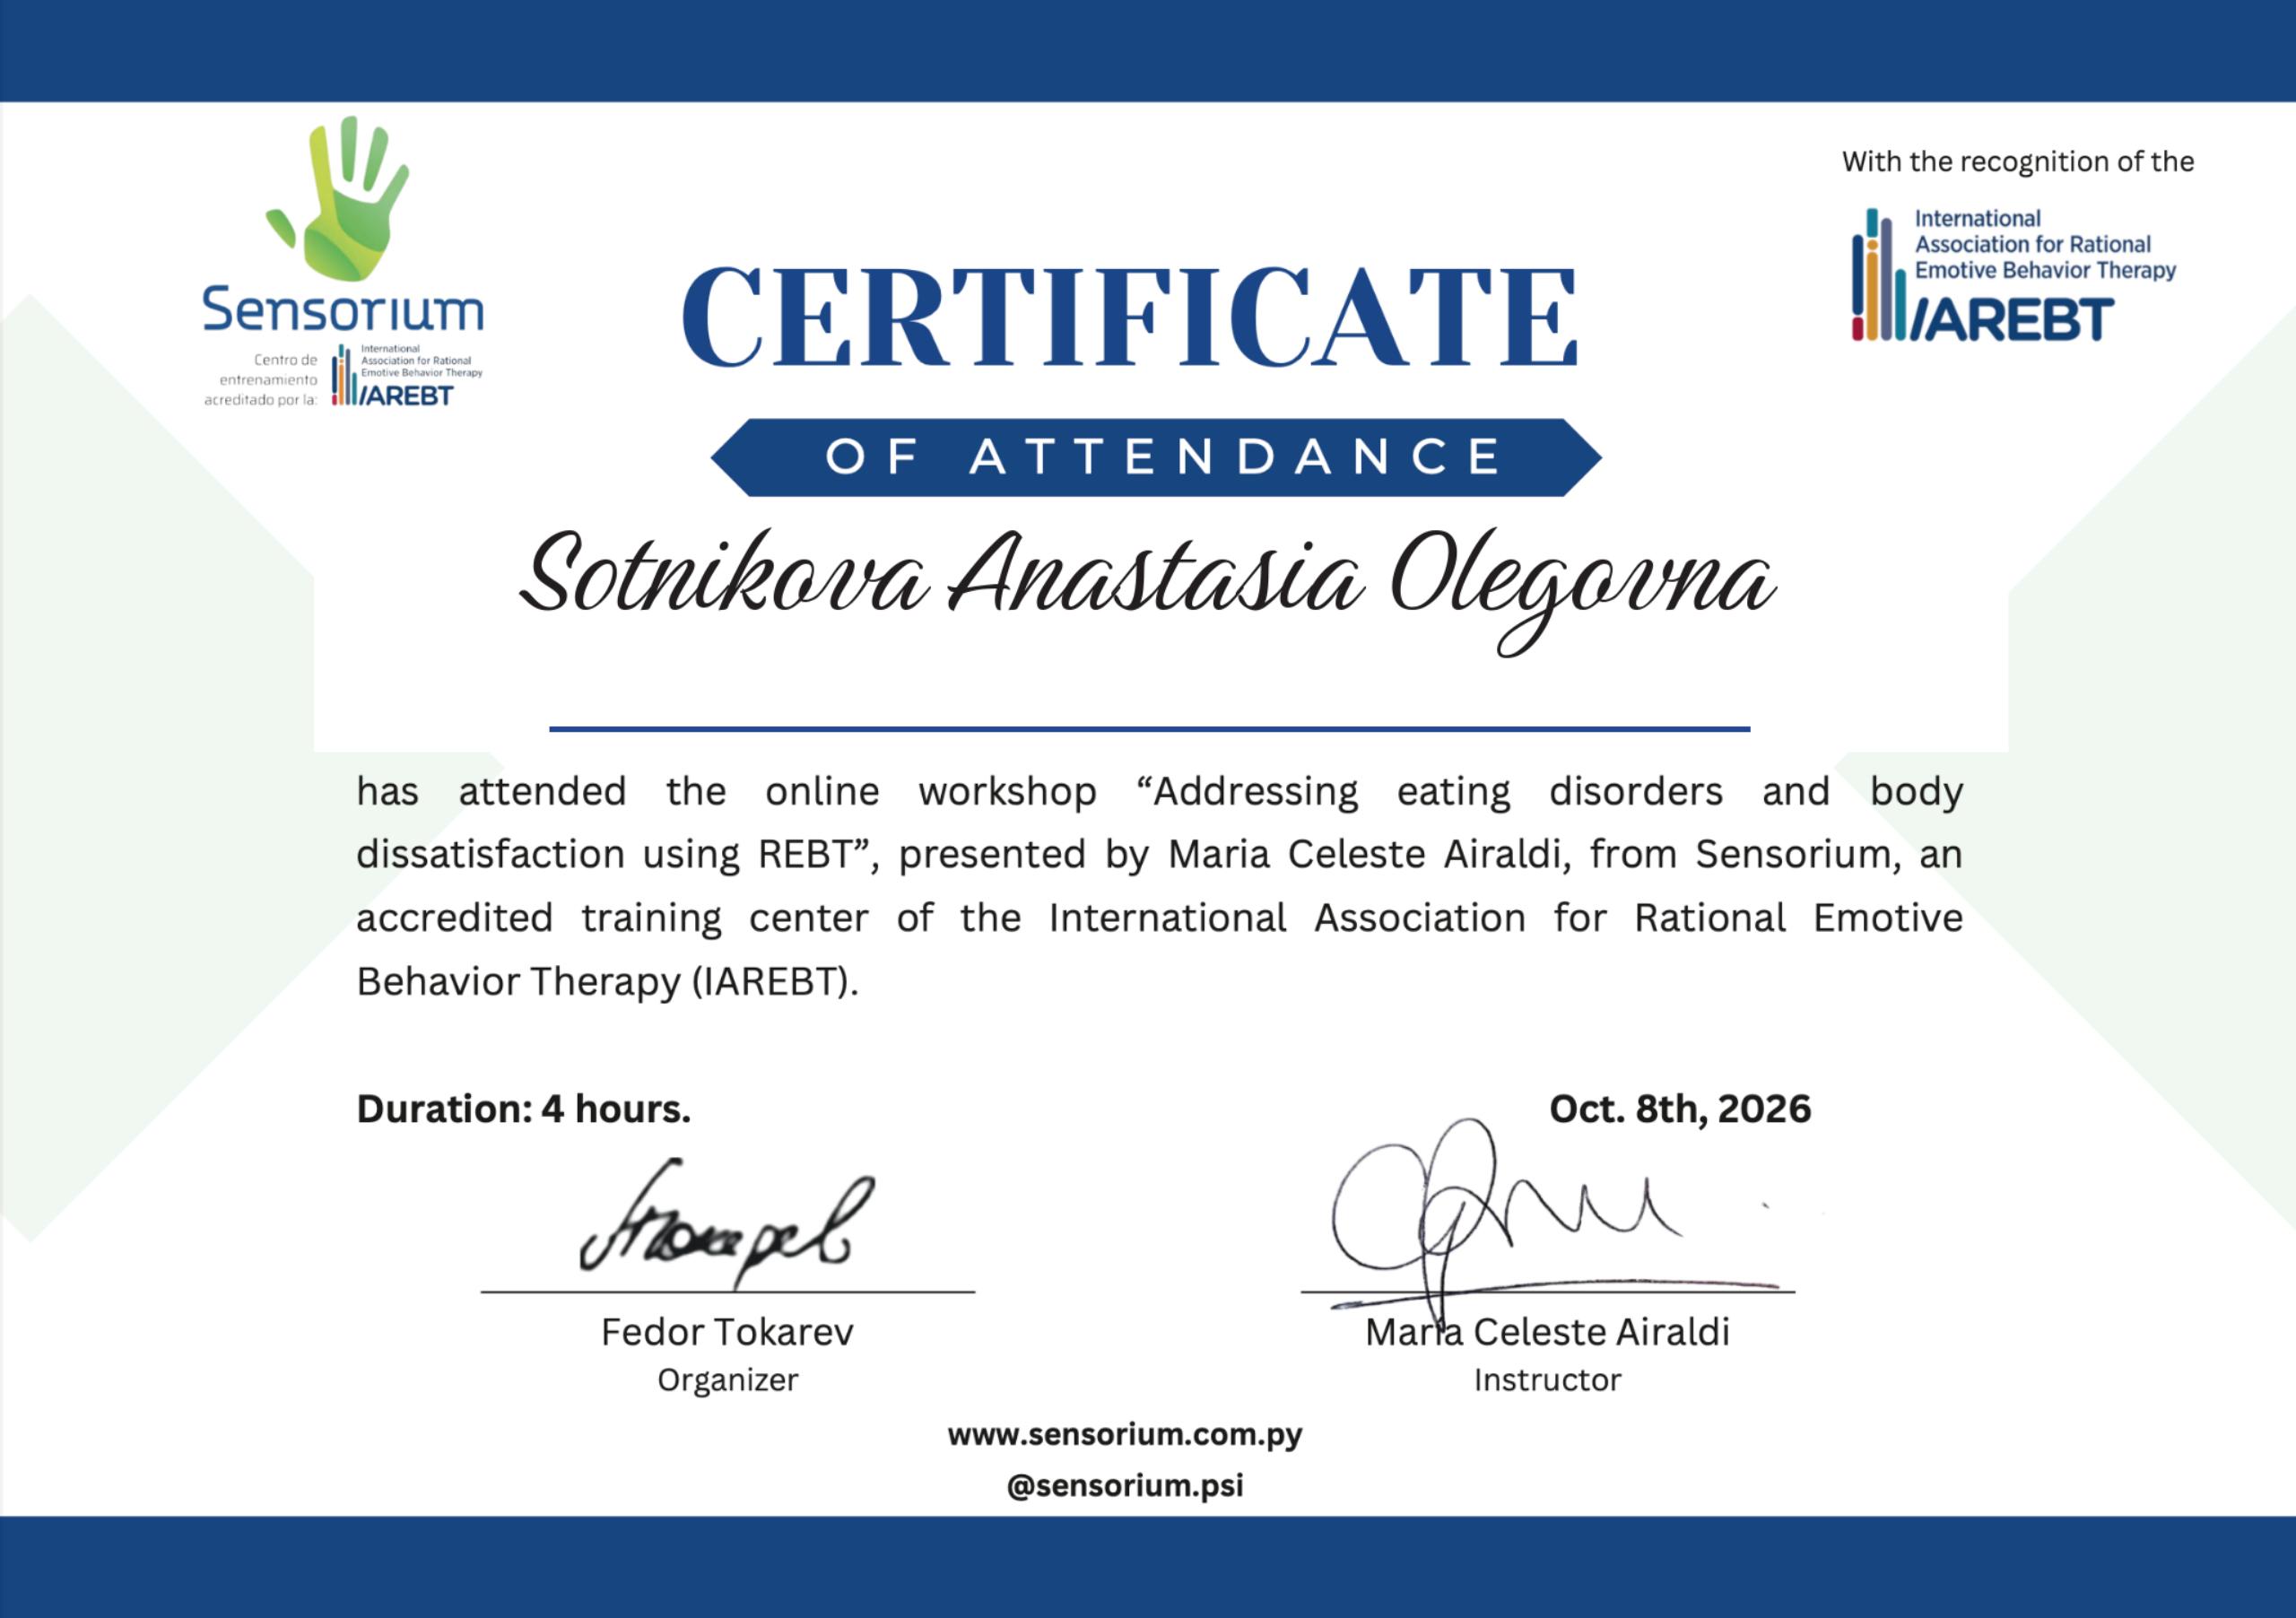 Sensorium
Centro de
entrenamiento
acreditado por la:
International
Association for Rational
Emotive Behavior Therapy
IAREBT
With the recognition of the
International
Association for Rational
Emotive Behavior Therapy
IAREBT
CERTIFICATE
OF ATTENDANCE
Sotnikova Anastasia Olegovna
has attended the online workshop “Addressing eating disorders and body
dissatisfaction using REBT”, presented by Maria Celeste Airaldi, from Sensorium, an
accredited training center of the International Association for Rational Emotive
Behavior Therapy (IAREBT).
Duration: 4 hours.
Oct. 8th, 2026
Fedor Tokarev
Organizer
Maria Celeste Airaldi
Instructor
www.sensorium.com.py
@sensorium.psi